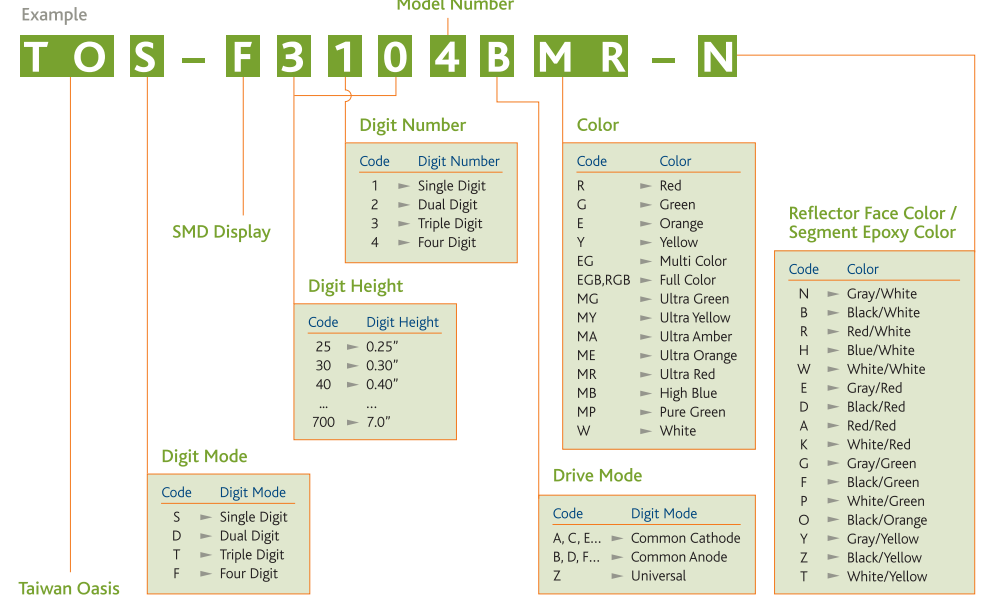 Model Number
Example
T O S – F 3 1 0 4 B M R – N
Digit Number
Code Digit Number
1 ► Single Digit
2 ► Dual Digit
3 ► Triple Digit
4 ► Four Digit
Color
Code Color
R ► Red
G ► Green
E ► Orange
Y ► Yellow
EG ► Multi Color
EGB,RGB ► Full Color
MG ► Ultra Green
MY ► Ultra Yellow
MA ► Ultra Amber
ME ► Ultra Orange
MR ► Ultra Red
MB ► High Blue
MP ► Pure Green
W ► White
Reflector Face Color /
Segment Epoxy Color
Code Color
N ► Gray/White
B ► Black/White
R ► Red/White
H ► Blue/White
W ► White/White
E ► Gray/Red
D ► Black/Red
A ► Red/Red
K ► White/Red
G ► Gray/Green
F ► Black/Green
P ► White/Green
O ► Black/Orange
Y ► Gray/Yellow
Z ► Black/Yellow
T ► White/Yellow
SMD Display
Digit Height
Code Digit Height
25 ► 0.25”
30 ► 0.30”
40 ► 0.40”
... ...
700 ► 7.0”
Digit Mode
Code Digit Mode
S ► Single Digit
D ► Dual Digit
T ► Triple Digit
F ► Four Digit
Drive Mode
Code Digit Mode
A, C, E... ► Common Cathode
B, D, F... ► Common Anode
Z ► Universal
Taiwan Oasis